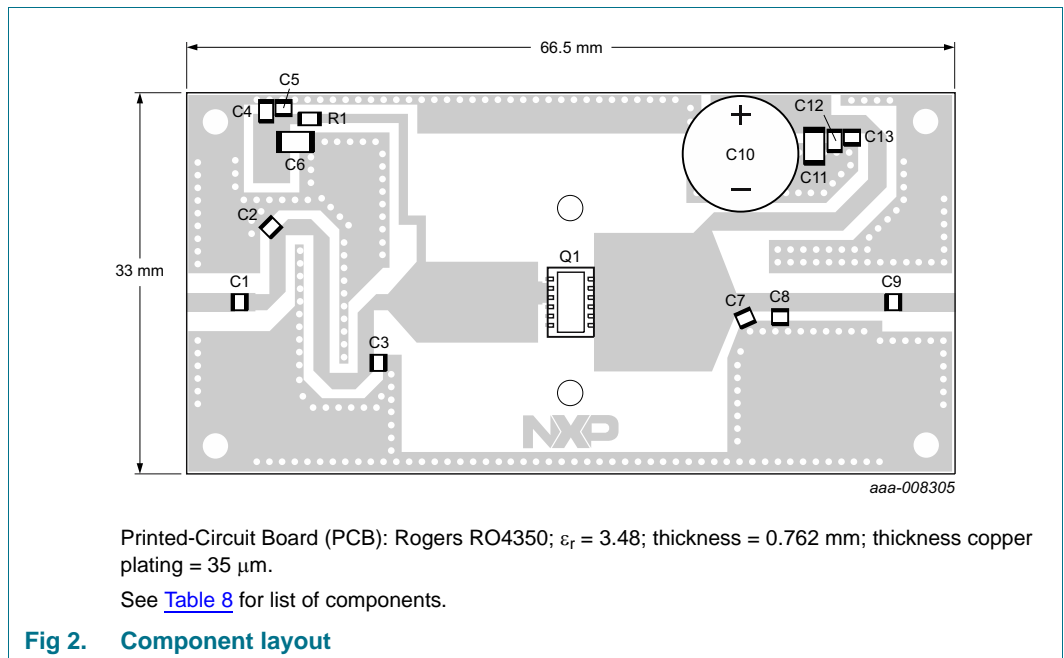 66.5 mm
C5
C4
R1
C6
C12
C13
C10
C11
C2
33 mm
Q1
C1
C9
C7
C8
C3
NXP
aaa-008305
Printed-Circuit Board (PCB): Rogers RO4350; εr = 3.48; thickness = 0.762 mm; thickness copper
plating = 35 μm.
See Table 8 for list of components.
Fig 2. Component layout